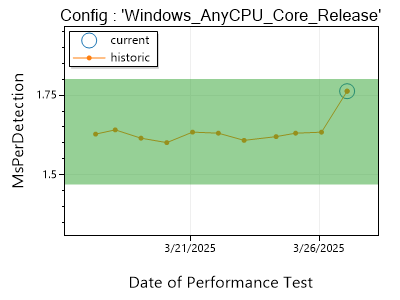 Config : 'Windows_AnyCPU_Core_Release'
current
historic
MsPerDetection
1.75
1.5
3/21/2025
3/26/2025
Date of Performance Test